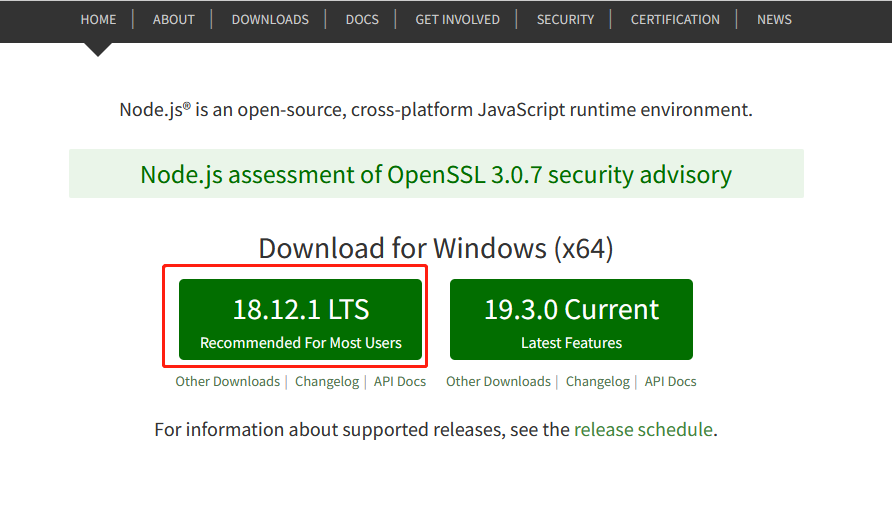 HOME | ABOUT | DOWNLOADS | DOCS | GET INVOLVED | SECURITY | CERTIFICATION | NEWS
Node.js® is an open-source, cross-platform JavaScript runtime environment.
Node.js assessment of OpenSSL 3.0.7 security advisory
Download for Windows (x64)
18.12.1 LTS
Recommended For Most Users
19.3.0 Current
Latest Features
Other Downloads | Changelog | API Docs
Other Downloads | Changelog | API Docs
For information about supported releases, see the release schedule.